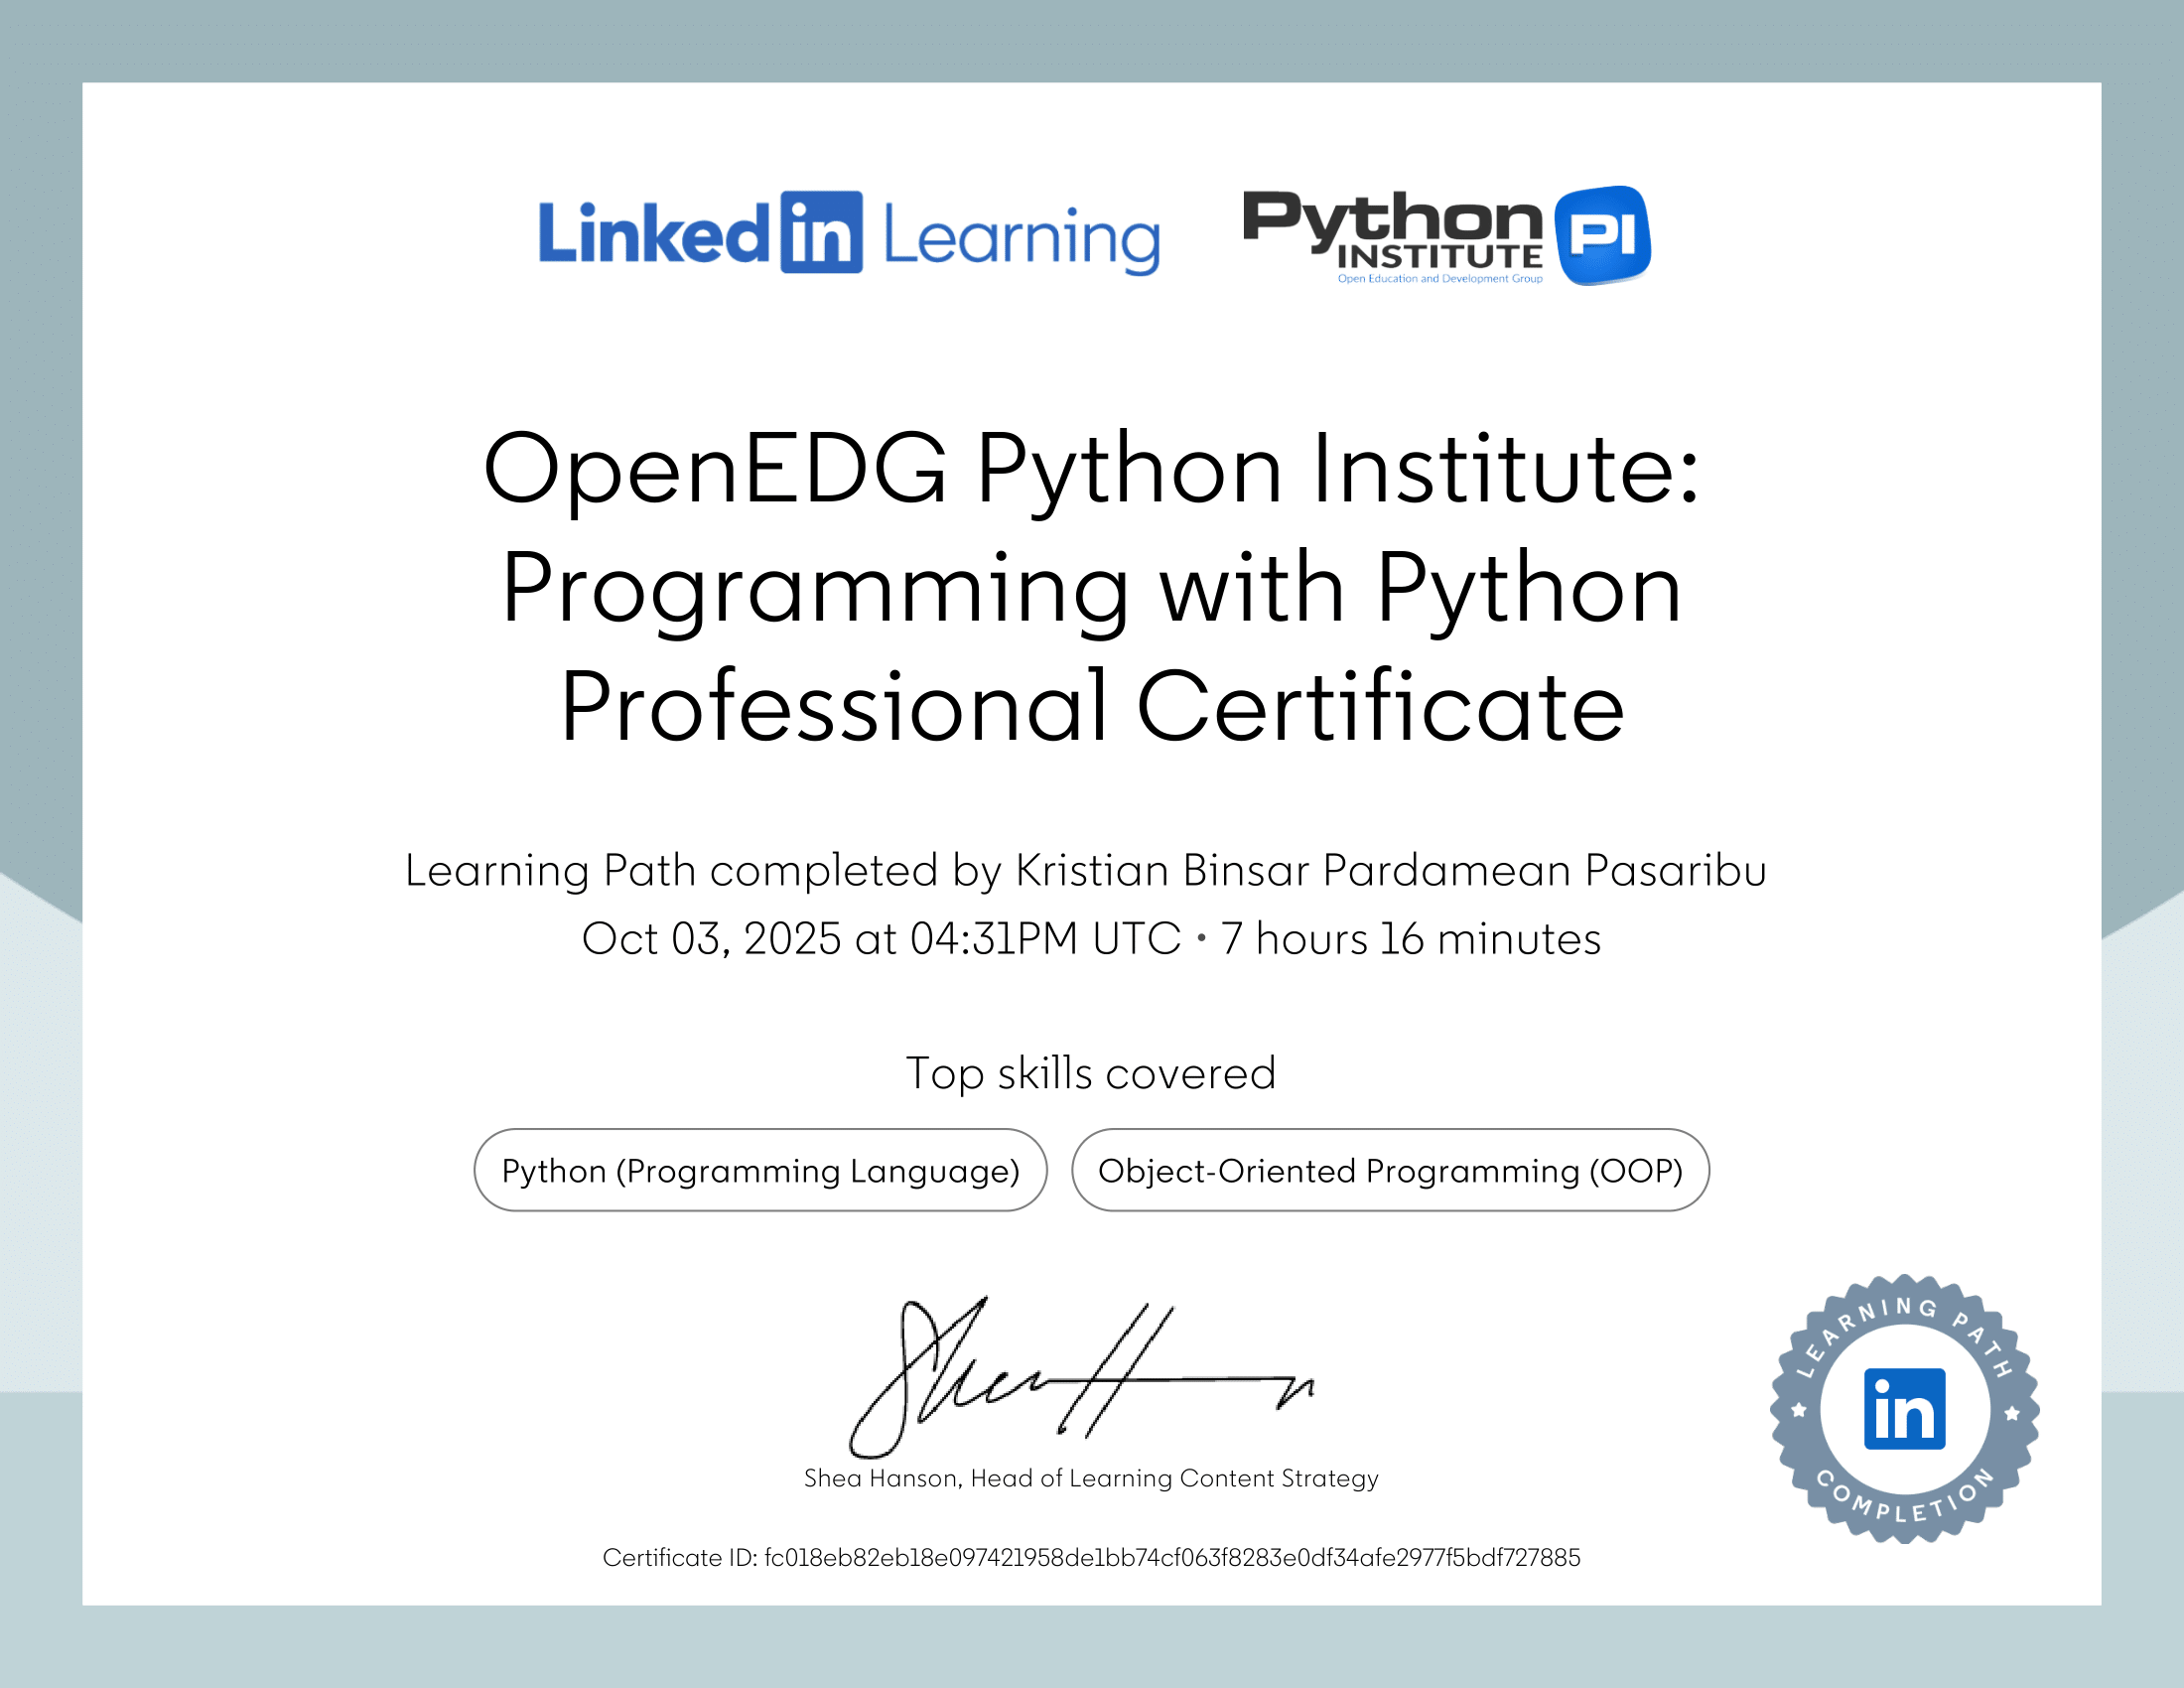 Linked in Learning
Python INSTITUTE PI
Open Education and Development Group
OpenEDG Python Institute:
Programming with Python
Professional Certificate
Learning Path completed by Kristian Binsar Pardamean Pasaribu
Oct 03, 2025 at 04:31PM UTC • 7 hours 16 minutes
Top skills covered
Python (Programming Language)
Object-Oriented Programming (OOP)
Shea Hanson, Head of Learning Content Strategy
LEARNING PATH
in
COMPLETION
Certificate ID: fc018eb82eb18e097421958de1bb74cf063f8283e0df34afe2977f5bdf727885